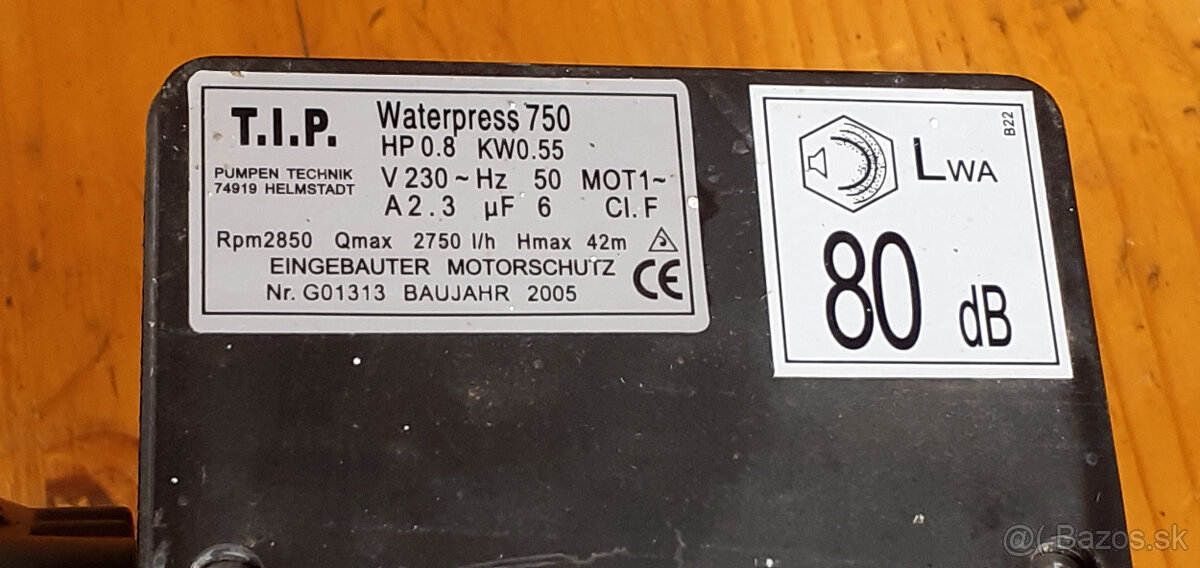 T.I.P.
PUMPEN TECHNIK
74919 HELMSTADT
Waterpress 750
HP 0.8 KW0.55
V 230 ~ Hz 50 MOT1~
A 2.3 µF 6 Cl. F
Rpm2850 Qmax 2750 l/h Hmax 42m
EINGEBAUTER MOTORSCHUTZ
Nr. G01313 BAUJAHR 2005
CE
LWA
B22
80 dB
@(-Bazos.sk